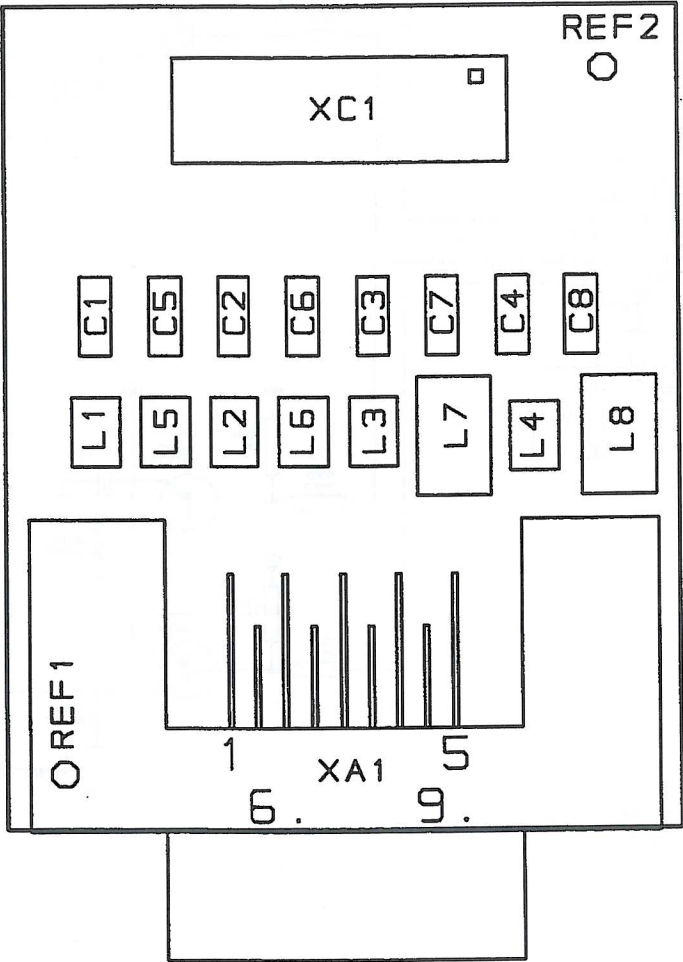 REF2
XC1
C1 C5 C2 C6 C3 C7 C4 C8
L1 L5 L2 L6 L3 L7 L4 L8
REF1
1 XA1 5
6. 9.